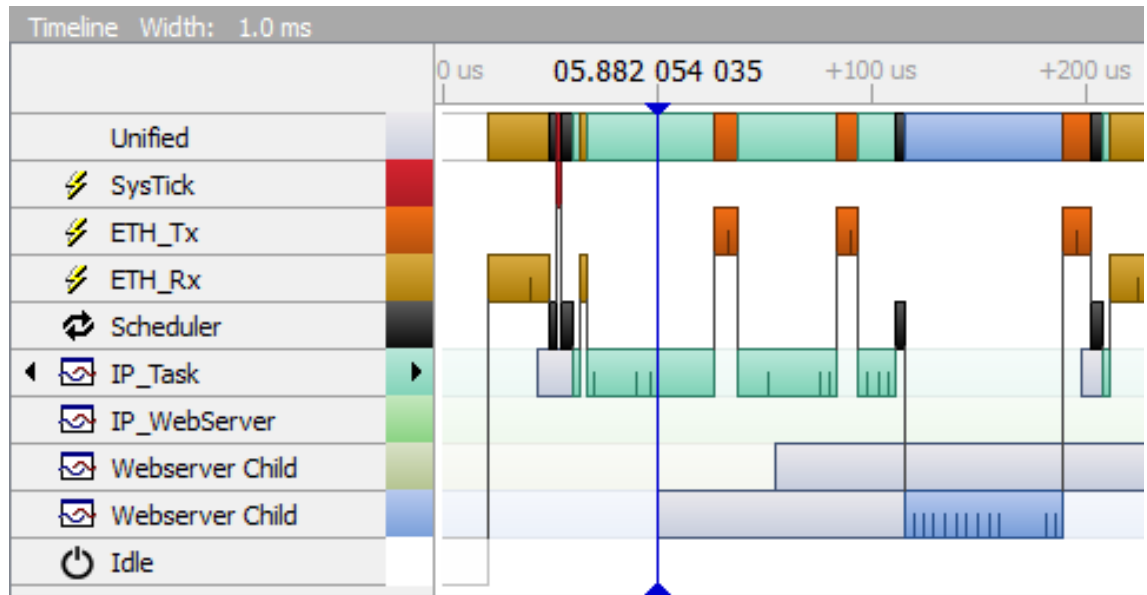 Timeline Width: 1.0 ms
0 us 05.882 054 035 +100 us +200 us
Unified
SysTick
ETH_Tx
ETH_Rx
Scheduler
IP_Task
IP_WebServer
Webserver Child
Webserver Child
Idle